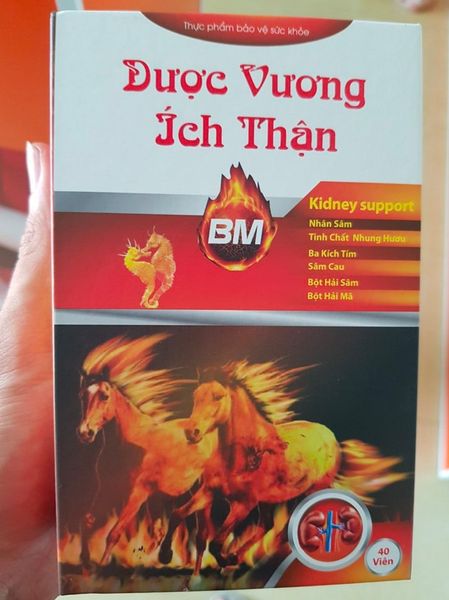 Thực phẩm bảo vệ sức khỏe
Dược Vương
Ích Thận
BM
Kidney support
Nhân Sâm
Tinh Chất Nhung Hươu
Ba Kích Tím
Sâm Cau
Bột Hải Sâm
Bột Hải Mã
40
Viên